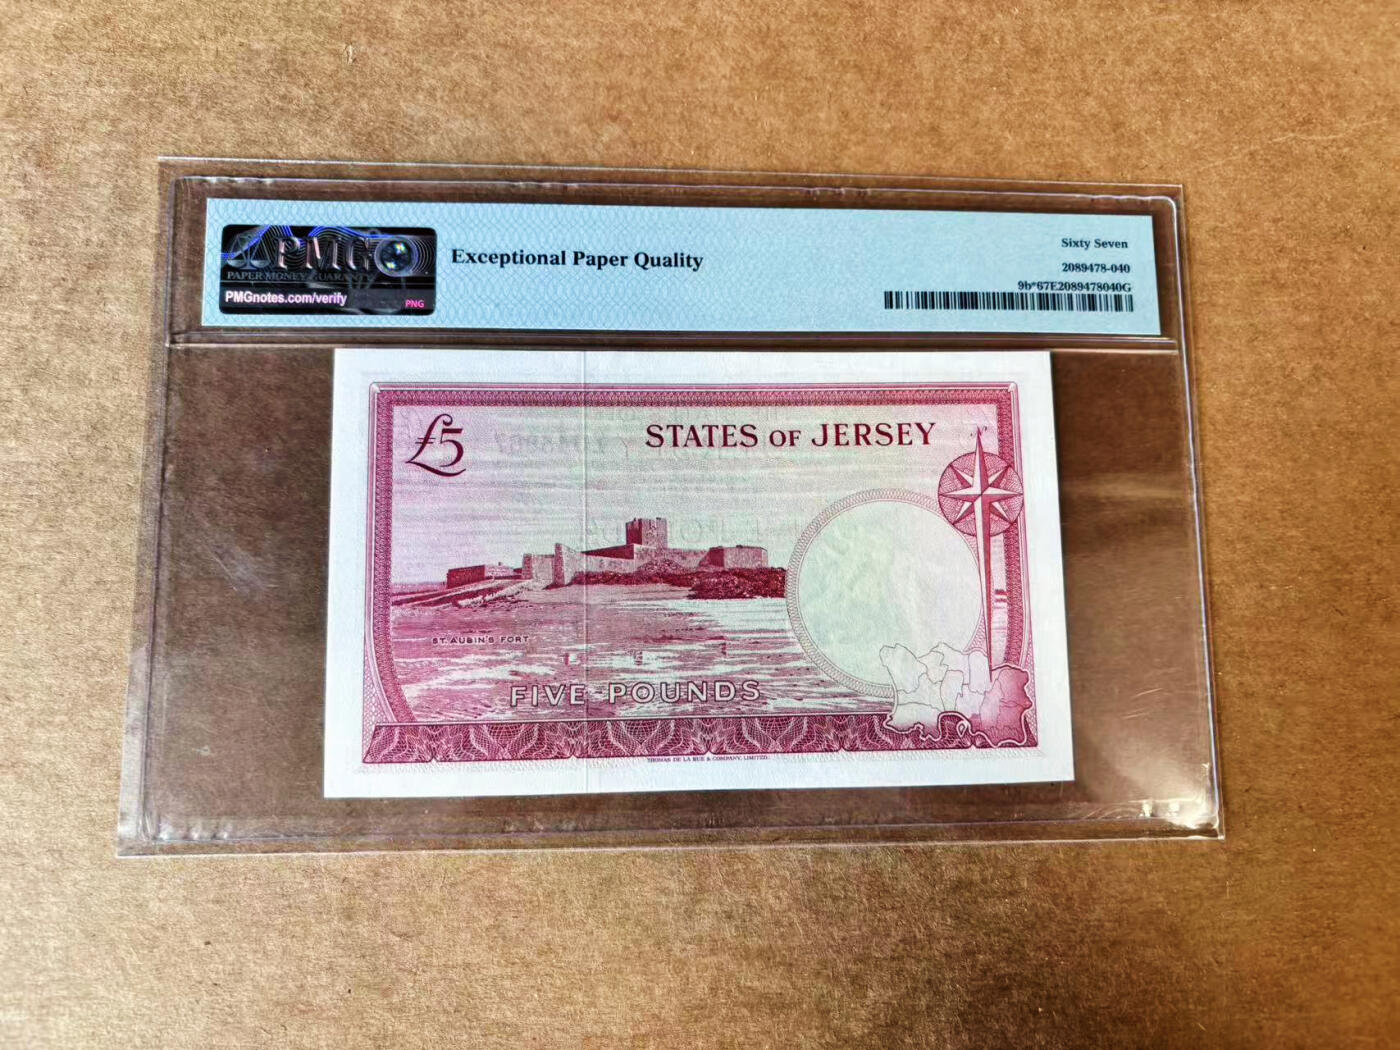 PMG
PAPER MONEY GUARANTY
PMGnotes.com/verify
PNG
Exceptional Paper Quality
Sixty Seven
2089478-040
9b*67E2089478040G
£5
STATES OF JERSEY
N
ST. AUBIN'S FORT
FIVE POUNDS
THOMAS DE LA RUE & COMPANY, LIMITED.